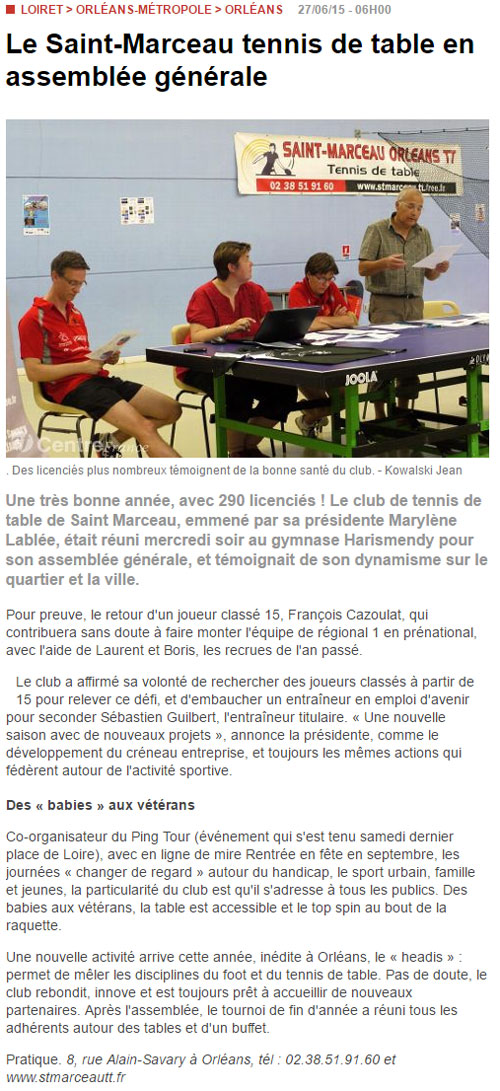 LOIRET > ORLÉANS-MÉTROPOLE > ORLÉANS 27/06/15 - 06H00
Le Saint-Marceau tennis de table en
assemblée générale
SAINT-MARCEAU ORLEANS TT
Tennis de table
02 38 51 91 60 www.stmarceau.tt.free.fr
JOOLA
Centre France
. Des licenciés plus nombreux témoignent de la bonne santé du club. - Kowalski Jean
Une très bonne année, avec 290 licenciés ! Le club de tennis de
table de Saint Marceau, emmené par sa présidente Marylène
Lablée, était réuni mercredi soir au gymnase Harismendy pour
son assemblée générale, et témoignait de son dynamisme sur le
quartier et la ville.
Pour preuve, le retour d'un joueur classé 15, François Cazoulat, qui
contribuera sans doute à faire monter l'équipe de régional 1 en prénational,
avec l'aide de Laurent et Boris, les recrues de l'an passé.
Le club a affirmé sa volonté de rechercher des joueurs classés à partir de
15 pour relever ce défi, et d'embaucher un entraîneur en emploi d'avenir
pour seconder Sébastien Guilbert, l'entraîneur titulaire. « Une nouvelle
saison avec de nouveaux projets », annonce la présidente, comme le
développement du créneau entreprise, et toujours les mêmes actions qui
fédèrent autour de l'activité sportive.
Des « babies » aux vétérans
Co-organisateur du Ping Tour (événement qui s'est tenu samedi dernier
place de Loire), avec en ligne de mire Rentrée en fête en septembre, les
journées « changer de regard » autour du handicap, le sport urbain, famille
et jeunes, la particularité du club est qu'il s'adresse à tous les publics. Des
babies aux vétérans, la table est accessible et le top spin au bout de la
raquette.
Une nouvelle activité arrive cette année, inédite à Orléans, le « headis » :
permet de mêler les disciplines du foot et du tennis de table. Pas de doute, le
club rebondit, innove et est toujours prêt à accueillir de nouveaux
partenaires. Après l'assemblée, le tournoi de fin d'année a réuni tous les
adhérents autour des tables et d'un buffet.
Pratique. 8, rue Alain-Savary à Orléans, tél : 02.38.51.91.60 et
www.stmarceautt.fr